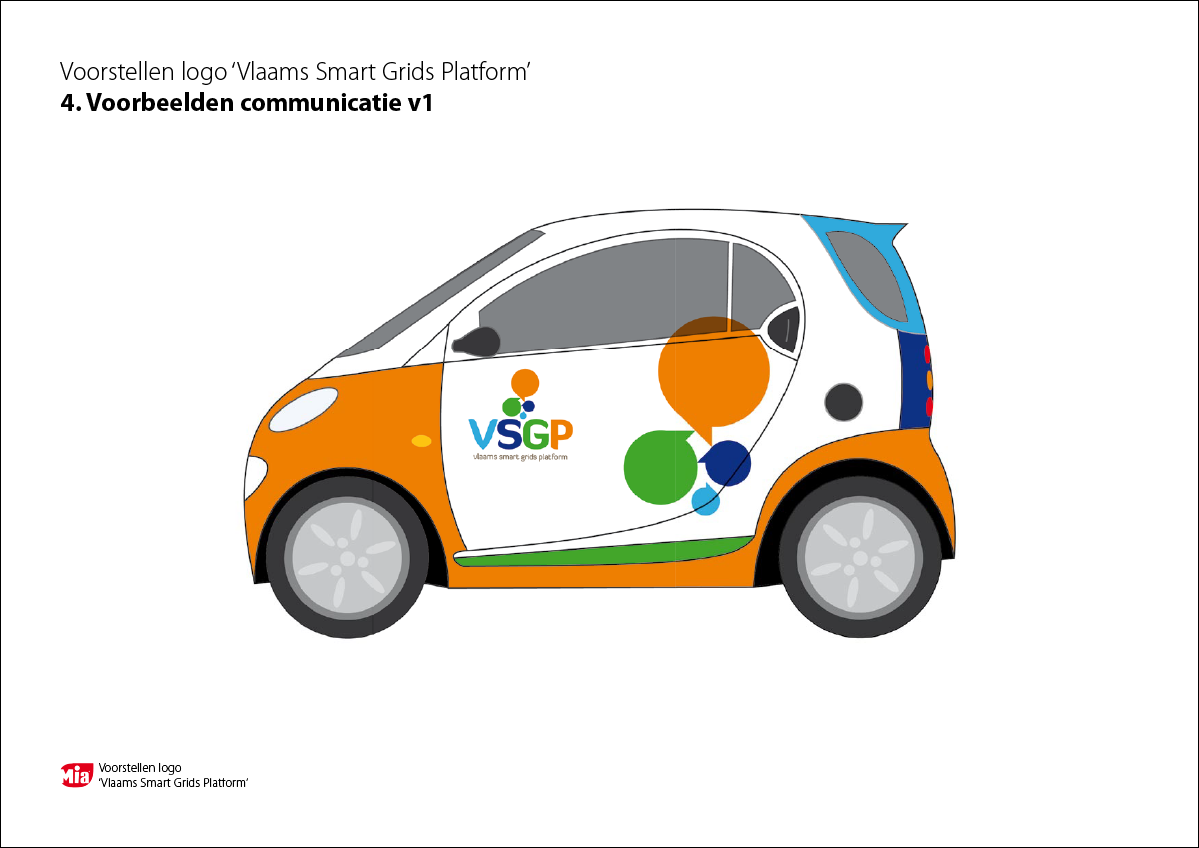 Voorstellen logo ‘Vlaams Smart Grids Platform’
4. Voorbeelden communicatie v1
VSGP
vlaams smart grids platform
Mia
Voorstellen logo
‘Vlaams Smart Grids Platform’